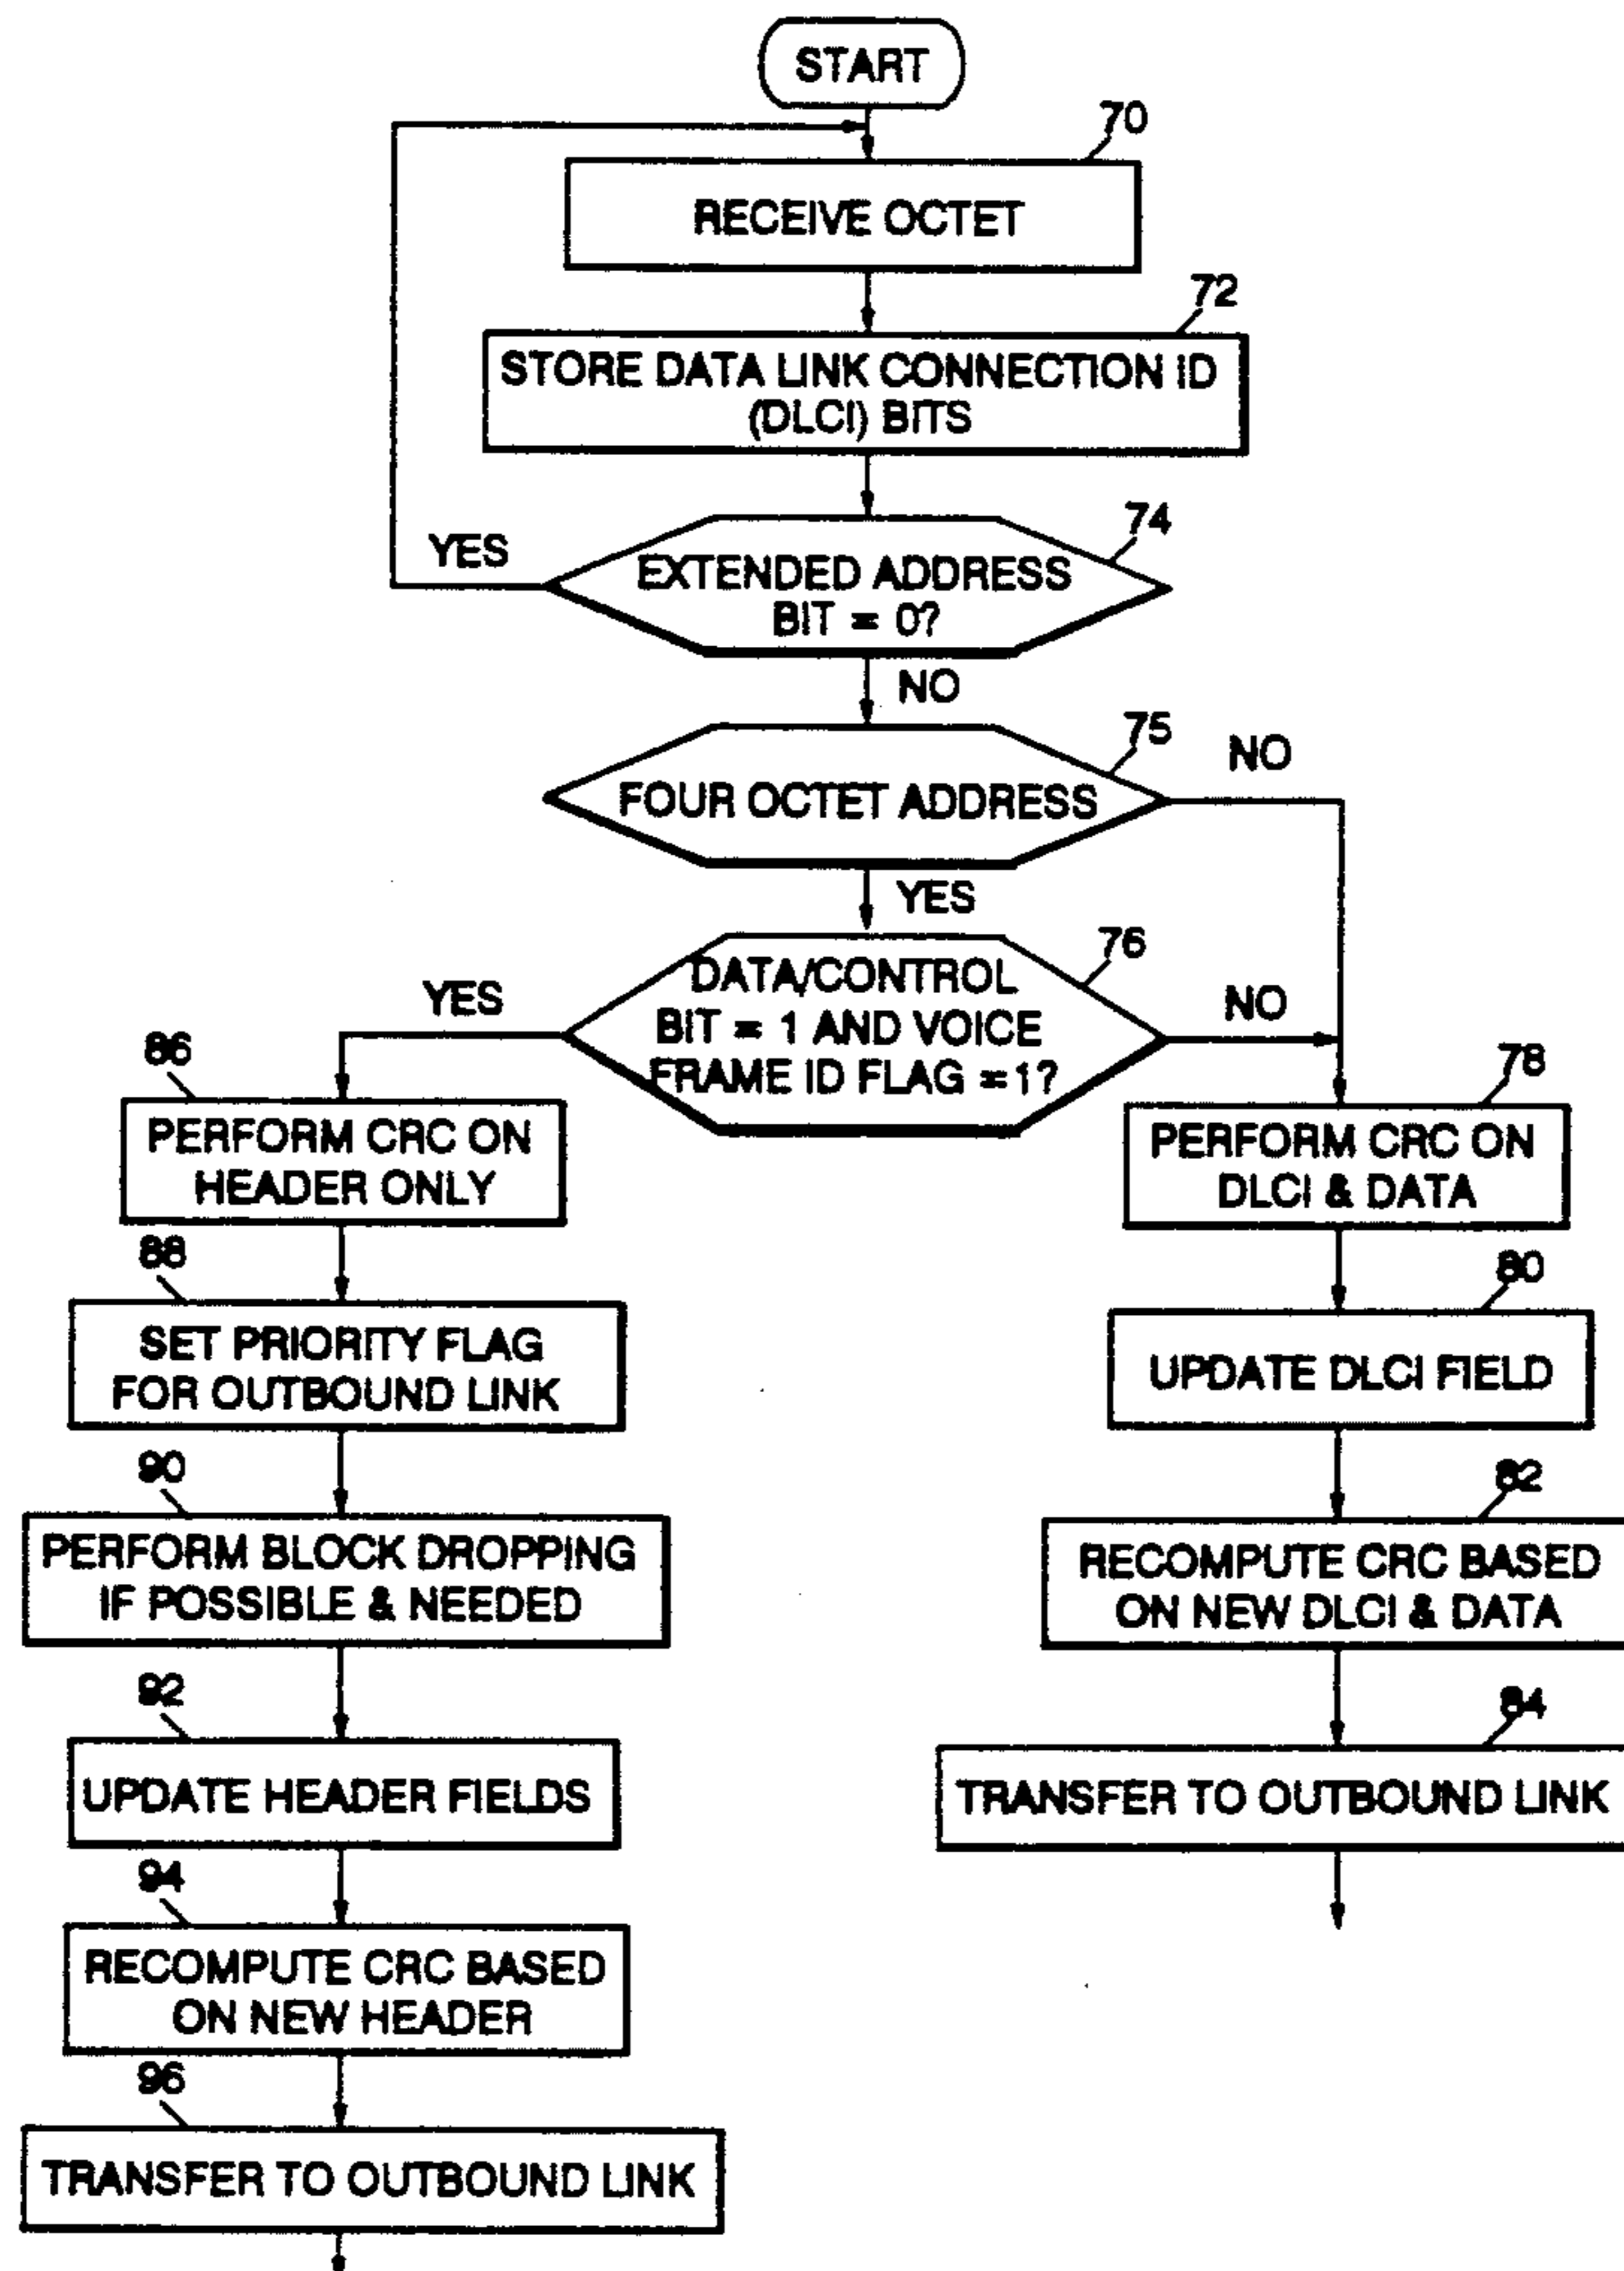 START
70
RECEIVE OCTET
72
STORE DATA LINK CONNECTION ID
(DLCI) BITS
74
YES
EXTENDED ADDRESS
BIT = 0?
NO
75
NO
FOUR OCTET ADDRESS
YES
76
DATA/CONTROL
BIT = 1 AND VOICE
FRAME ID FLAG =1?
YES
NO
86
PERFORM CRC ON
HEADER ONLY
78
PERFORM CRC ON
DLCI & DATA
88
SET PRIORITY FLAG
FOR OUTBOUND LINK
80
UPDATE DLCI FIELD
90
PERFORM BLOCK DROPPING
IF POSSIBLE & NEEDED
82
RECOMPUTE CRC BASED
ON NEW DLCI & DATA
92
UPDATE HEADER FIELDS
84
TRANSFER TO OUTBOUND LINK
94
RECOMPUTE CRC BASED
ON NEW HEADER
96
TRANSFER TO OUTBOUND LINK